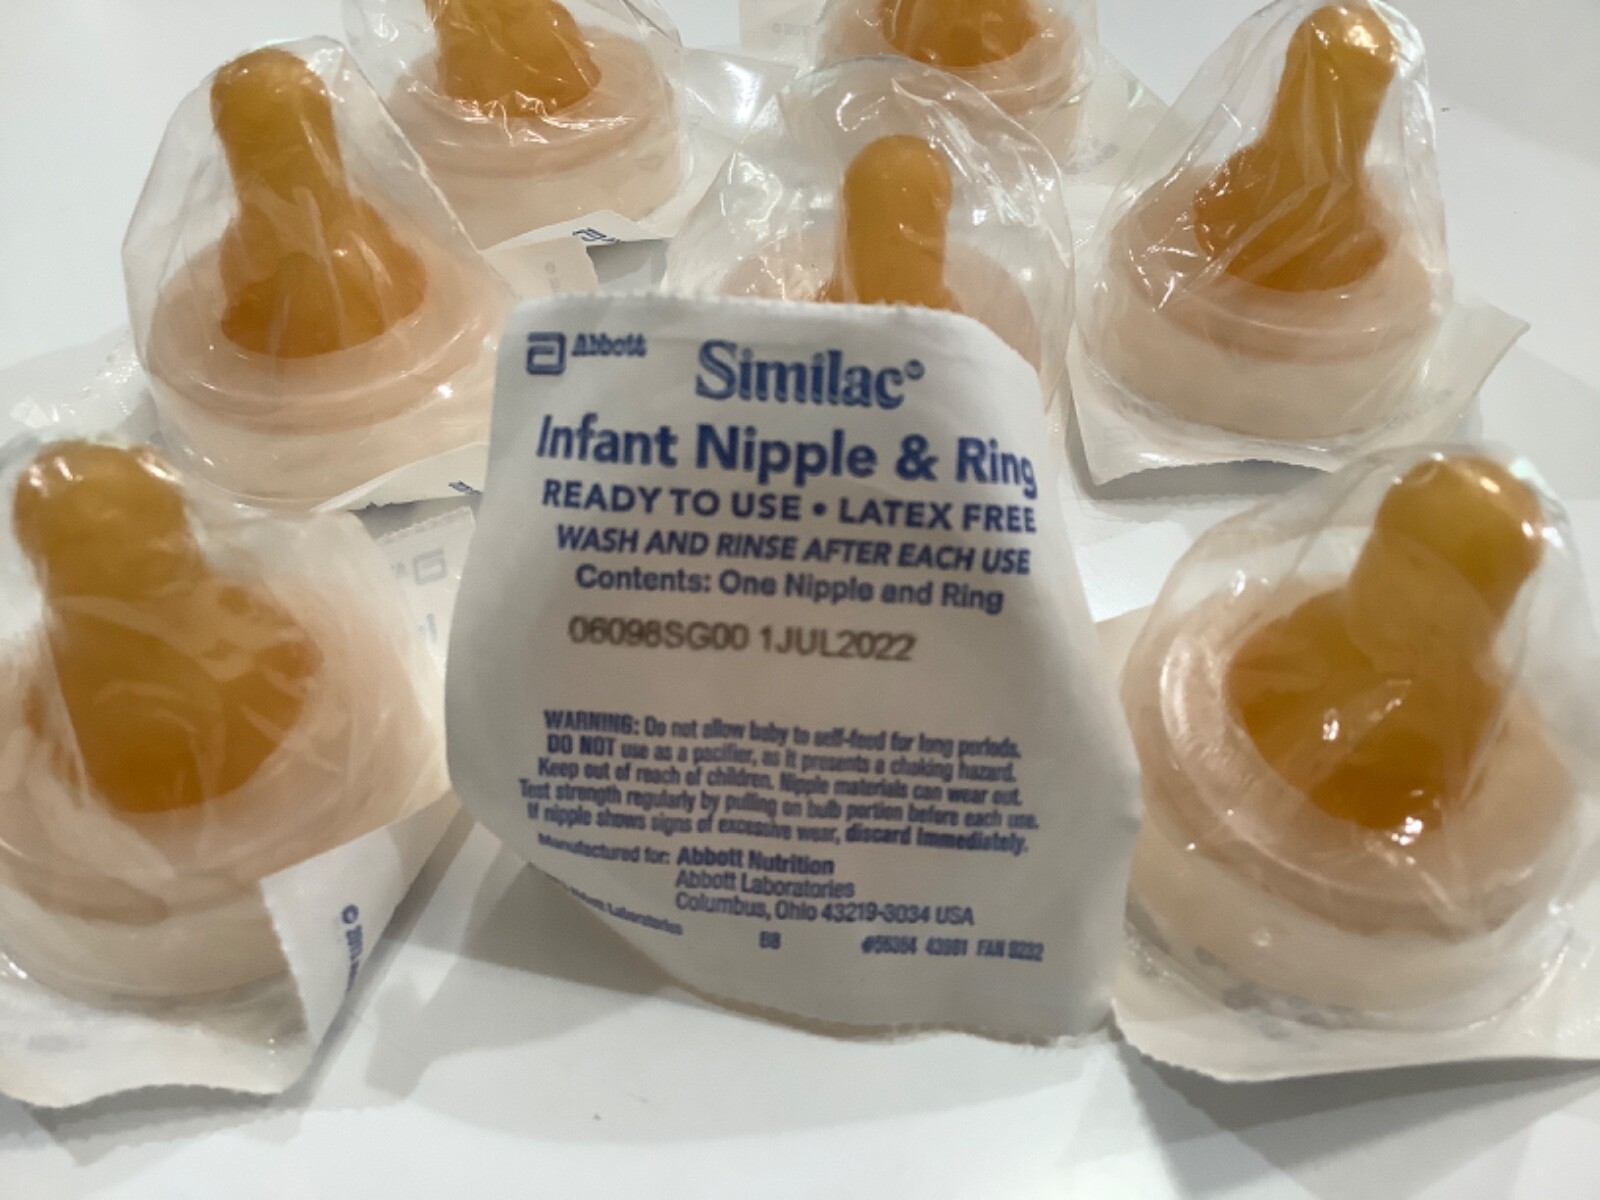 Abbott
Similac®
Infant Nipple & Ring
READY TO USE • LATEX FREE
WASH AND RINSE AFTER EACH USE
Contents: One Nipple and Ring
06098SG00 1JUL2022
WARNING: Do not allow baby to self-feed for long periods.
DO NOT use as a pacifier, as it presents a choking hazard.
Keep out of reach of children. Nipple materials can wear out.
Test strength regularly by pulling on bulb portion before each use.
If nipple shows signs of excessive wear, discard immediately.
Manufactured for: Abbott Nutrition
Abbott Laboratories
Columbus, Ohio 43219-3034 USA
Abbott Laboratories